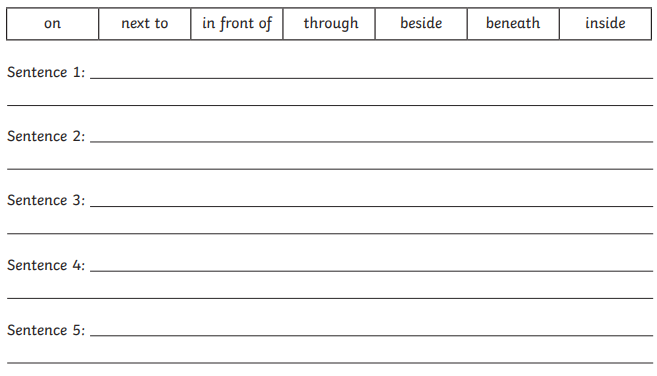 on next to in front of through beside beneath inside
Sentence 1:
Sentence 2:
Sentence 3:
Sentence 4:
Sentence 5: